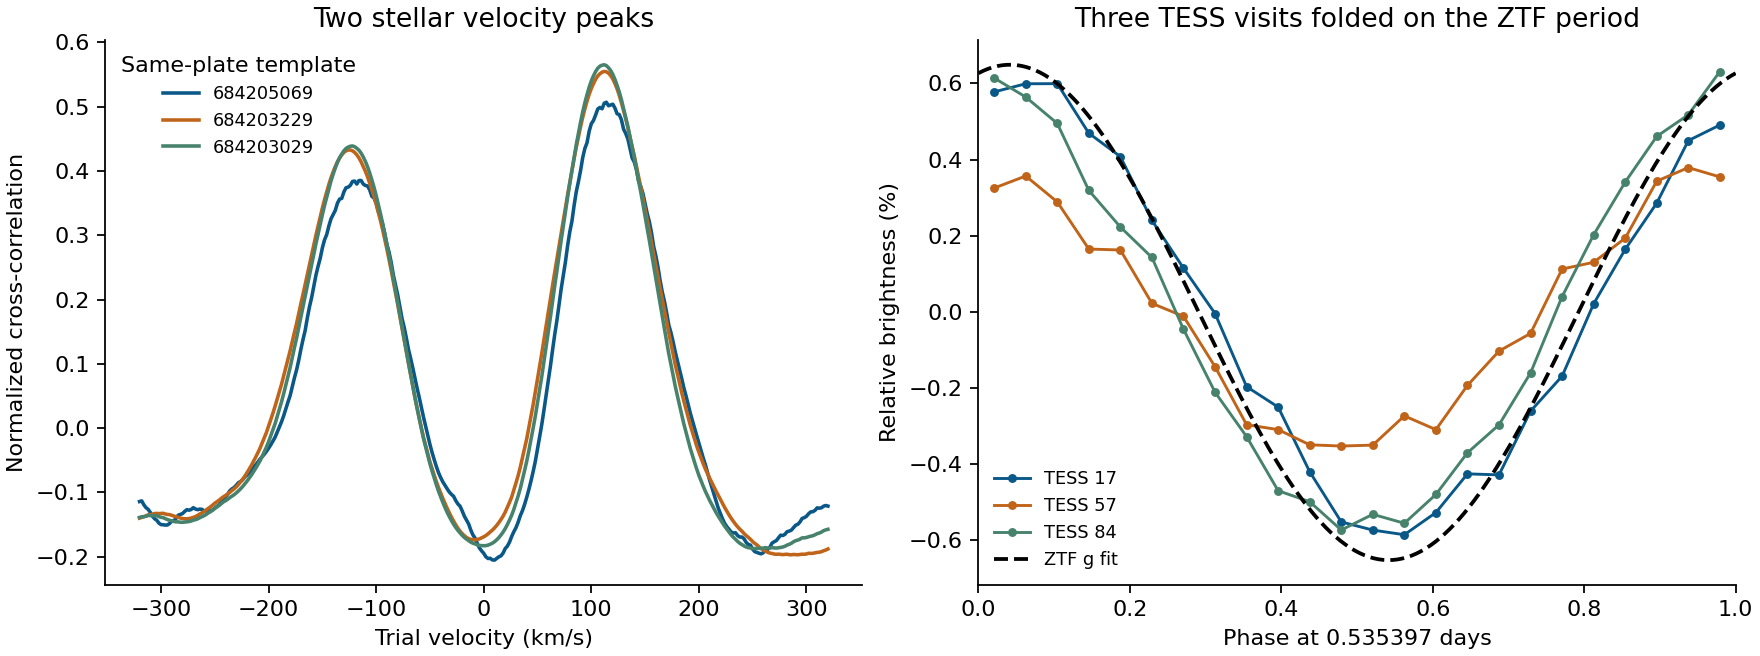 Two stellar velocity peaks
Normalized cross-correlation
0.6
0.5
0.4
0.3
0.2
0.1
0.0
−0.1
−0.2
Same-plate template
684205069
684203229
684203029
−300 −200 −100 0 100 200 300
Trial velocity (km/s)
Three TESS visits folded on the ZTF period
Relative brightness (%)
0.6
0.4
0.2
0.0
−0.2
−0.4
−0.6
TESS 17
TESS 57
TESS 84
ZTF g fit
0.0 0.2 0.4 0.6 0.8 1.0
Phase at 0.535397 days